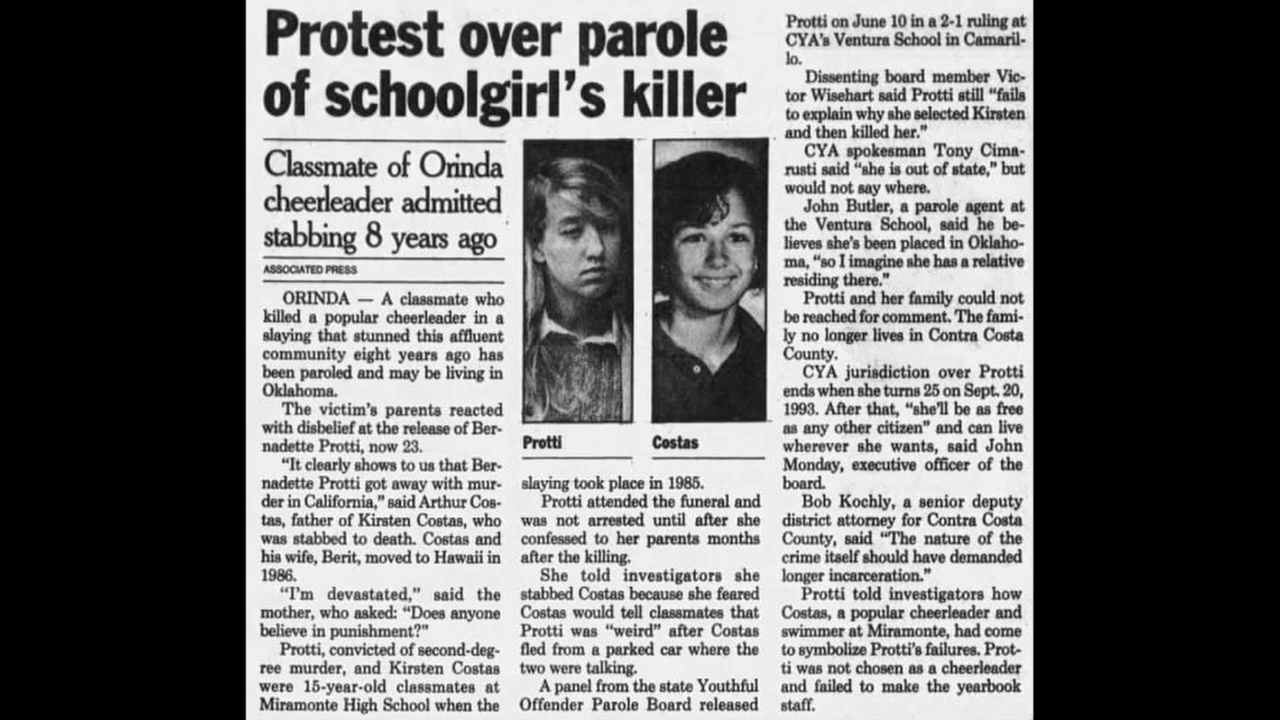 Protest over parole
of schoolgirl's killer
Classmate of Orinda
cheerleader admitted
stabbing 8 years ago
ASSOCIATED PRESS
ORINDA — A classmate who
killed a popular cheerleader in a
slaying that stunned this affluent
community eight years ago has
been paroled and may be living in
Oklahoma.
The victim's parents reacted
with disbelief at the release of Ber-
nadette Protti, now 23.
"It clearly shows to us that Ber-
nadette Protti got away with mur-
der in California," said Arthur Cos-
tas, father of Kirsten Costas, who
was stabbed to death. Costas and
his wife, Berit, moved to Hawaii in
1986.
"I'm devastated," said the
mother, who asked: "Does anyone
believe in punishment?"
Protti, convicted of second-deg-
ree murder, and Kirsten Costas
were 15-year-old classmates at
Miramonte High School when the
Protti
Costas
slaying took place in 1985.
Protti attended the funeral and
was not arrested until after she
confessed to her parents months
after the killing.
She told investigators she
stabbed Costas because she feared
Costas would tell classmates that
Protti was "weird" after Costas
fled from a parked car where the
two were talking.
A panel from the state Youthful
Offender Parole Board released
Protti on June 10 in a 2-1 ruling at
CYA's Ventura School in Camaril-
lo.
Dissenting board member Vic-
tor Wisehart said Protti still "fails
to explain why she selected Kirsten
and then killed her."
CYA spokesman Tony Cima-
rusti said "she is out of state," but
would not say where.
John Butler, a parole agent at
the Ventura School, said he be-
lieves she's been placed in Oklaho-
ma, "so I imagine she has a relative
residing there."
Protti and her family could not
be reached for comment. The fami-
ly no longer lives in Contra Costa
County.
CYA jurisdiction over Protti
ends when she turns 25 on Sept. 20,
1993. After that, "she'll be as free
as any other citizen" and can live
wherever she wants, said John
Monday, executive officer of the
board.
Bob Kochly, a senior deputy
district attorney for Contra Costa
County, said "The nature of the
crime itself should have demanded
longer incarceration."
Protti told investigators how
Costas, a popular cheerleader and
swimmer at Miramonte, had come
to symbolize Protti's failures. Prot-
ti was not chosen as a cheerleader
and failed to make the yearbook
staff.